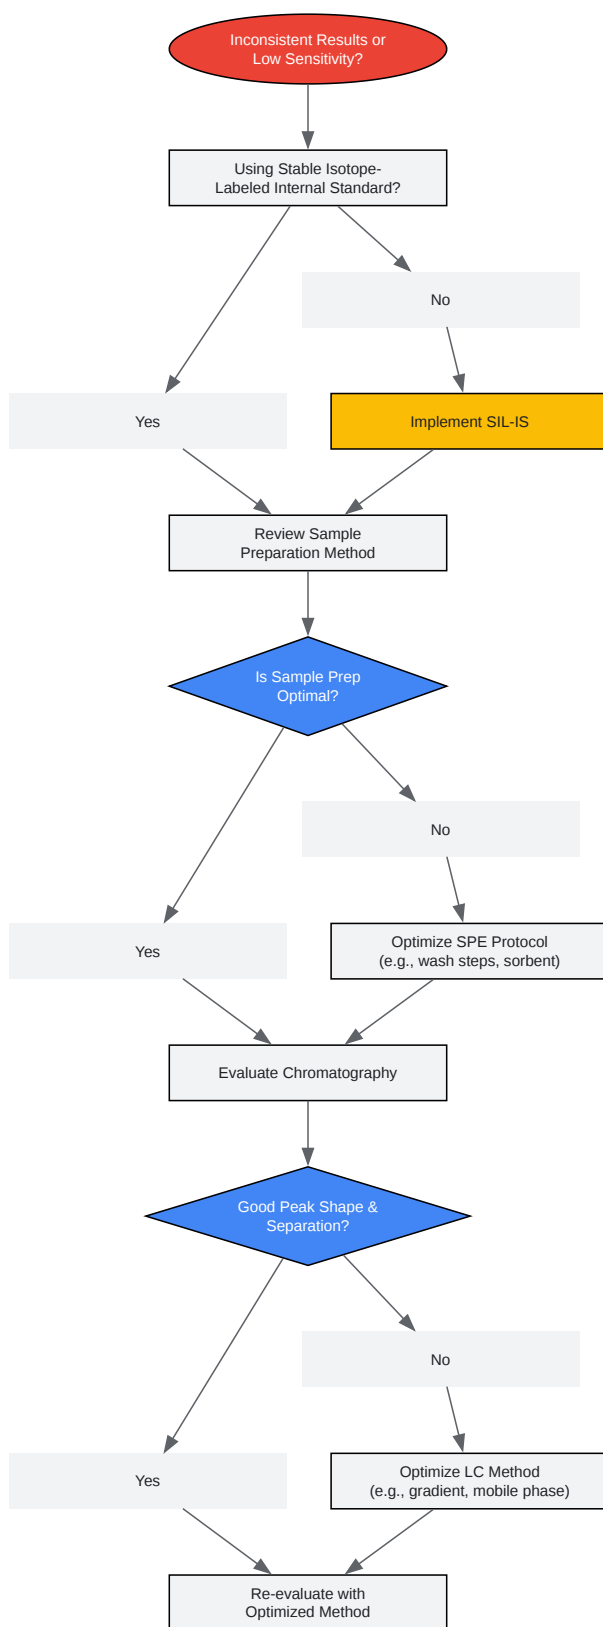 Inconsistent Results or
Low Sensitivity?
Using Stable Isotope-
Labeled Internal Standard?
No
Yes
Implement SIL-IS
Review Sample
Preparation Method
Is Sample Prep
Optimal?
No
Yes
Optimize SPE Protocol
(e.g., wash steps, sorbent)
Evaluate Chromatography
Good Peak Shape &
Separation?
No
Yes
Optimize LC Method
(e.g., gradient, mobile phase)
Re-evaluate with
Optimized Method